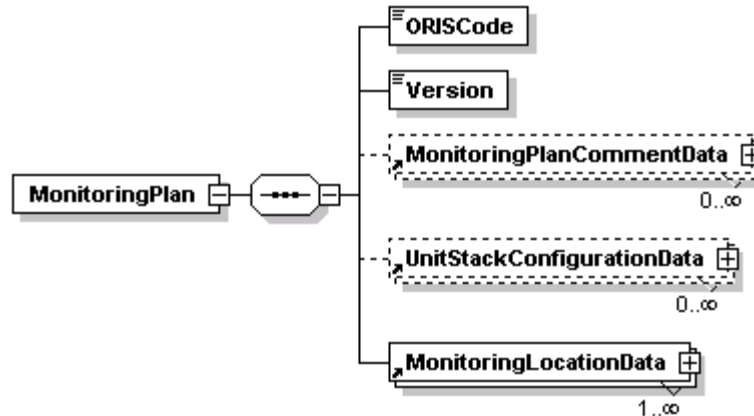 ORISCode
Version
MonitoringPlanCommentData
0..∞
MonitoringPlan
UnitStackConfigurationData
0..∞
MonitoringLocationData
1..∞